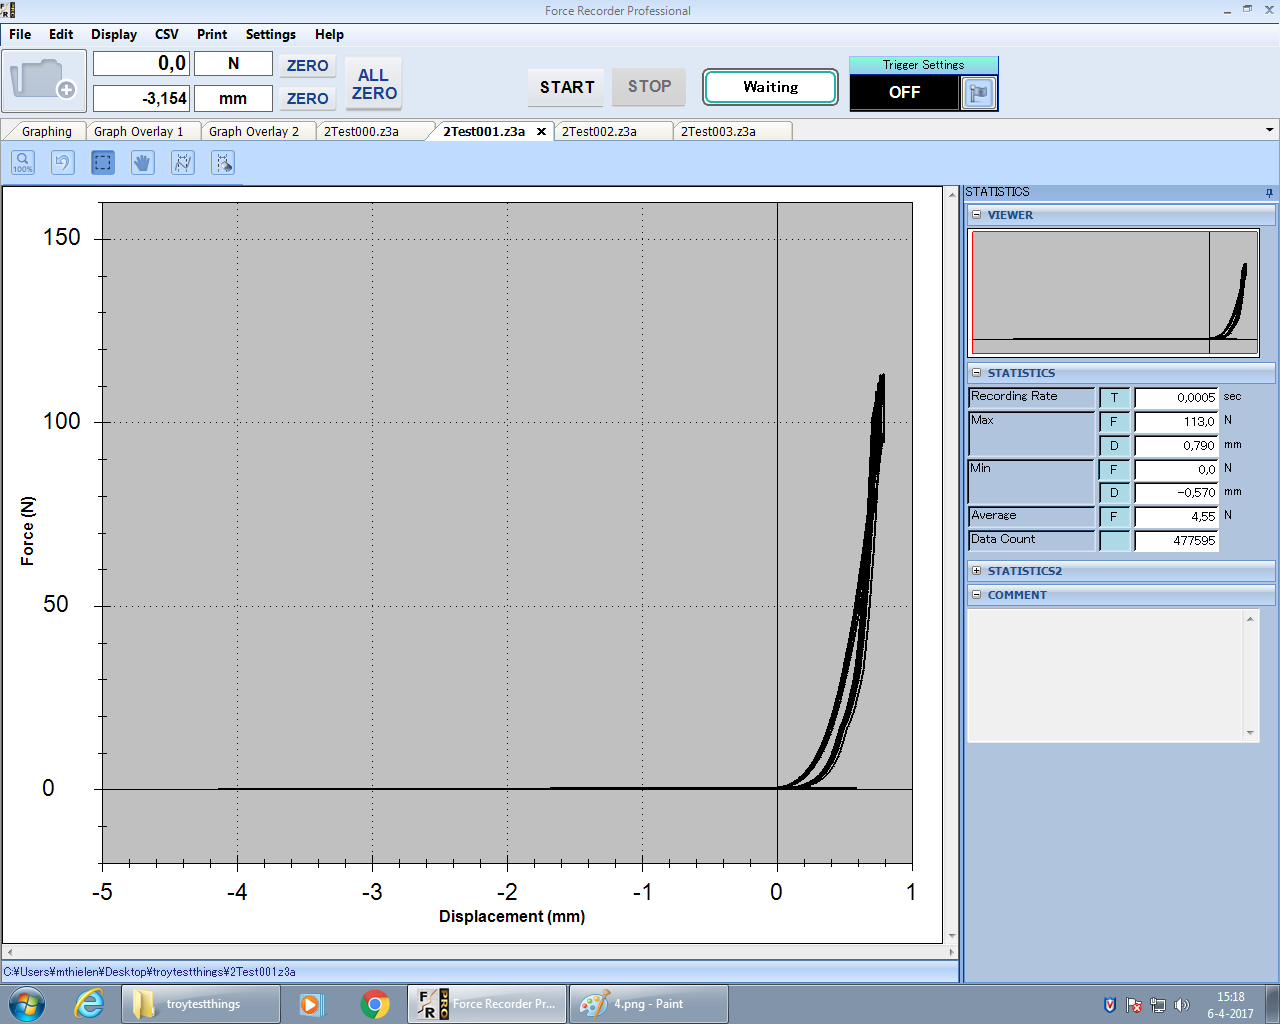 Force Recorder Professional
File Edit Display CSV Print Settings Help
0,0 N ZERO
-3,154 mm ZERO
ALL ZERO
START STOP Waiting
Trigger Settings
OFF
Graphing Graph Overlay 1 Graph Overlay 2 2Test000.z3a 2Test001.z3a 2Test002.z3a 2Test003.z3a
100%
150
100
50
0
Force (N)
-5 -4 -3 -2 -1 0 1
Displacement (mm)
STATISTICS
VIEWER
STATISTICS
Recording Rate T 0,0005 sec
Max F 113,0 N
D 0,790 mm
Min F 0,0 N
D -0,570 mm
Average F 4,55 N
Data Count 477595
STATISTICS2
COMMENT
C:¥Users¥mthielen¥Desktop¥troytestthings¥2Test001z3a
troytestthings
F R PRO Force Recorder Pr...
4.png - Paint
15:18
6-4-2017